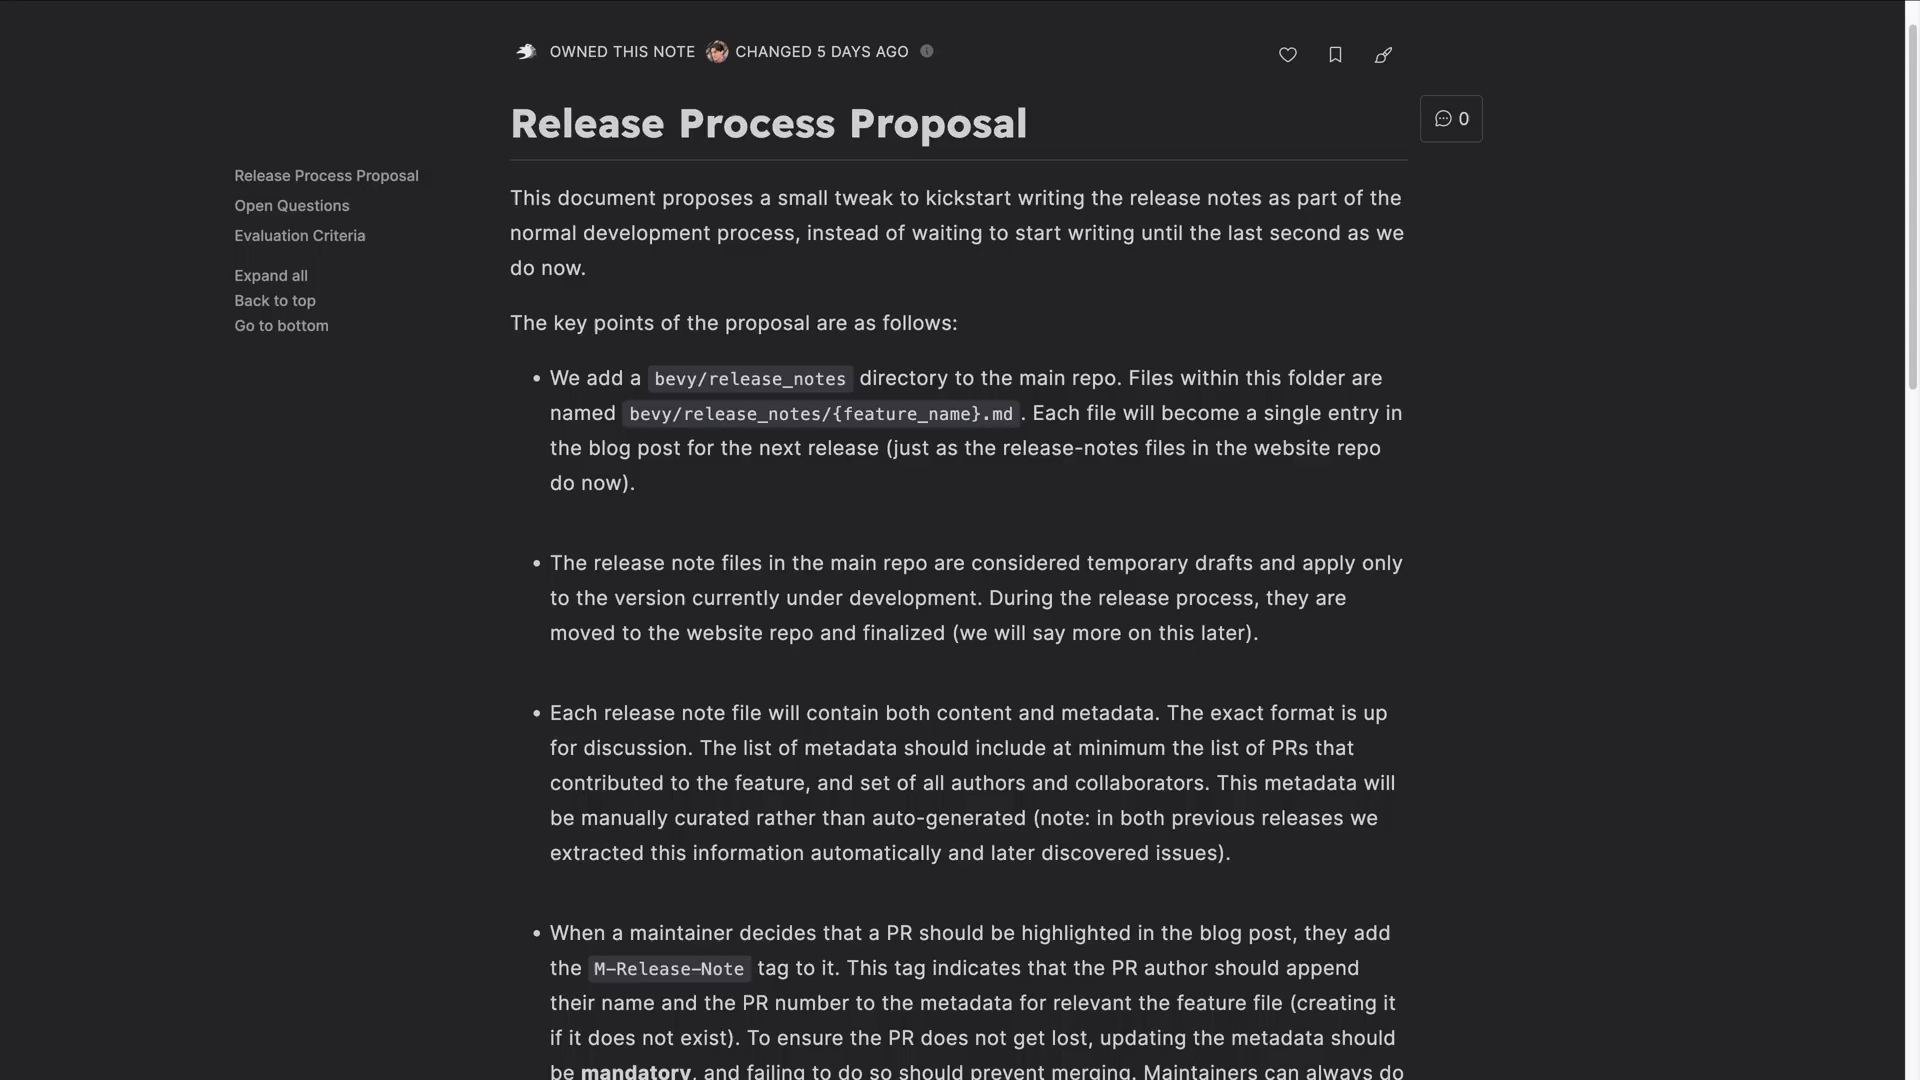 OWNED THIS NOTE CHANGED 5 DAYS AGO
Release Process Proposal
0
Release Process Proposal
Open Questions
Evaluation Criteria
Expand all
Back to top
Go to bottom
This document proposes a small tweak to kickstart writing the release notes as part of the
normal development process, instead of waiting to start writing until the last second as we
do now.
The key points of the proposal are as follows:
• We add a bevy/release_notes directory to the main repo. Files within this folder are
named bevy/release_notes/{feature_name}.md . Each file will become a single entry in
the blog post for the next release (just as the release-notes files in the website repo
do now).
• The release note files in the main repo are considered temporary drafts and apply only
to the version currently under development. During the release process, they are
moved to the website repo and finalized (we will say more on this later).
• Each release note file will contain both content and metadata. The exact format is up
for discussion. The list of metadata should include at minimum the list of PRs that
contributed to the feature, and set of all authors and collaborators. This metadata will
be manually curated rather than auto-generated (note: in both previous releases we
extracted this information automatically and later discovered issues).
• When a maintainer decides that a PR should be highlighted in the blog post, they add
the M-Release-Note tag to it. This tag indicates that the PR author should append
their name and the PR number to the metadata for relevant the feature file (creating it
if it does not exist). To ensure the PR does not get lost, updating the metadata should
be mandatory, and failing to do so should prevent merging. Maintainers can always do